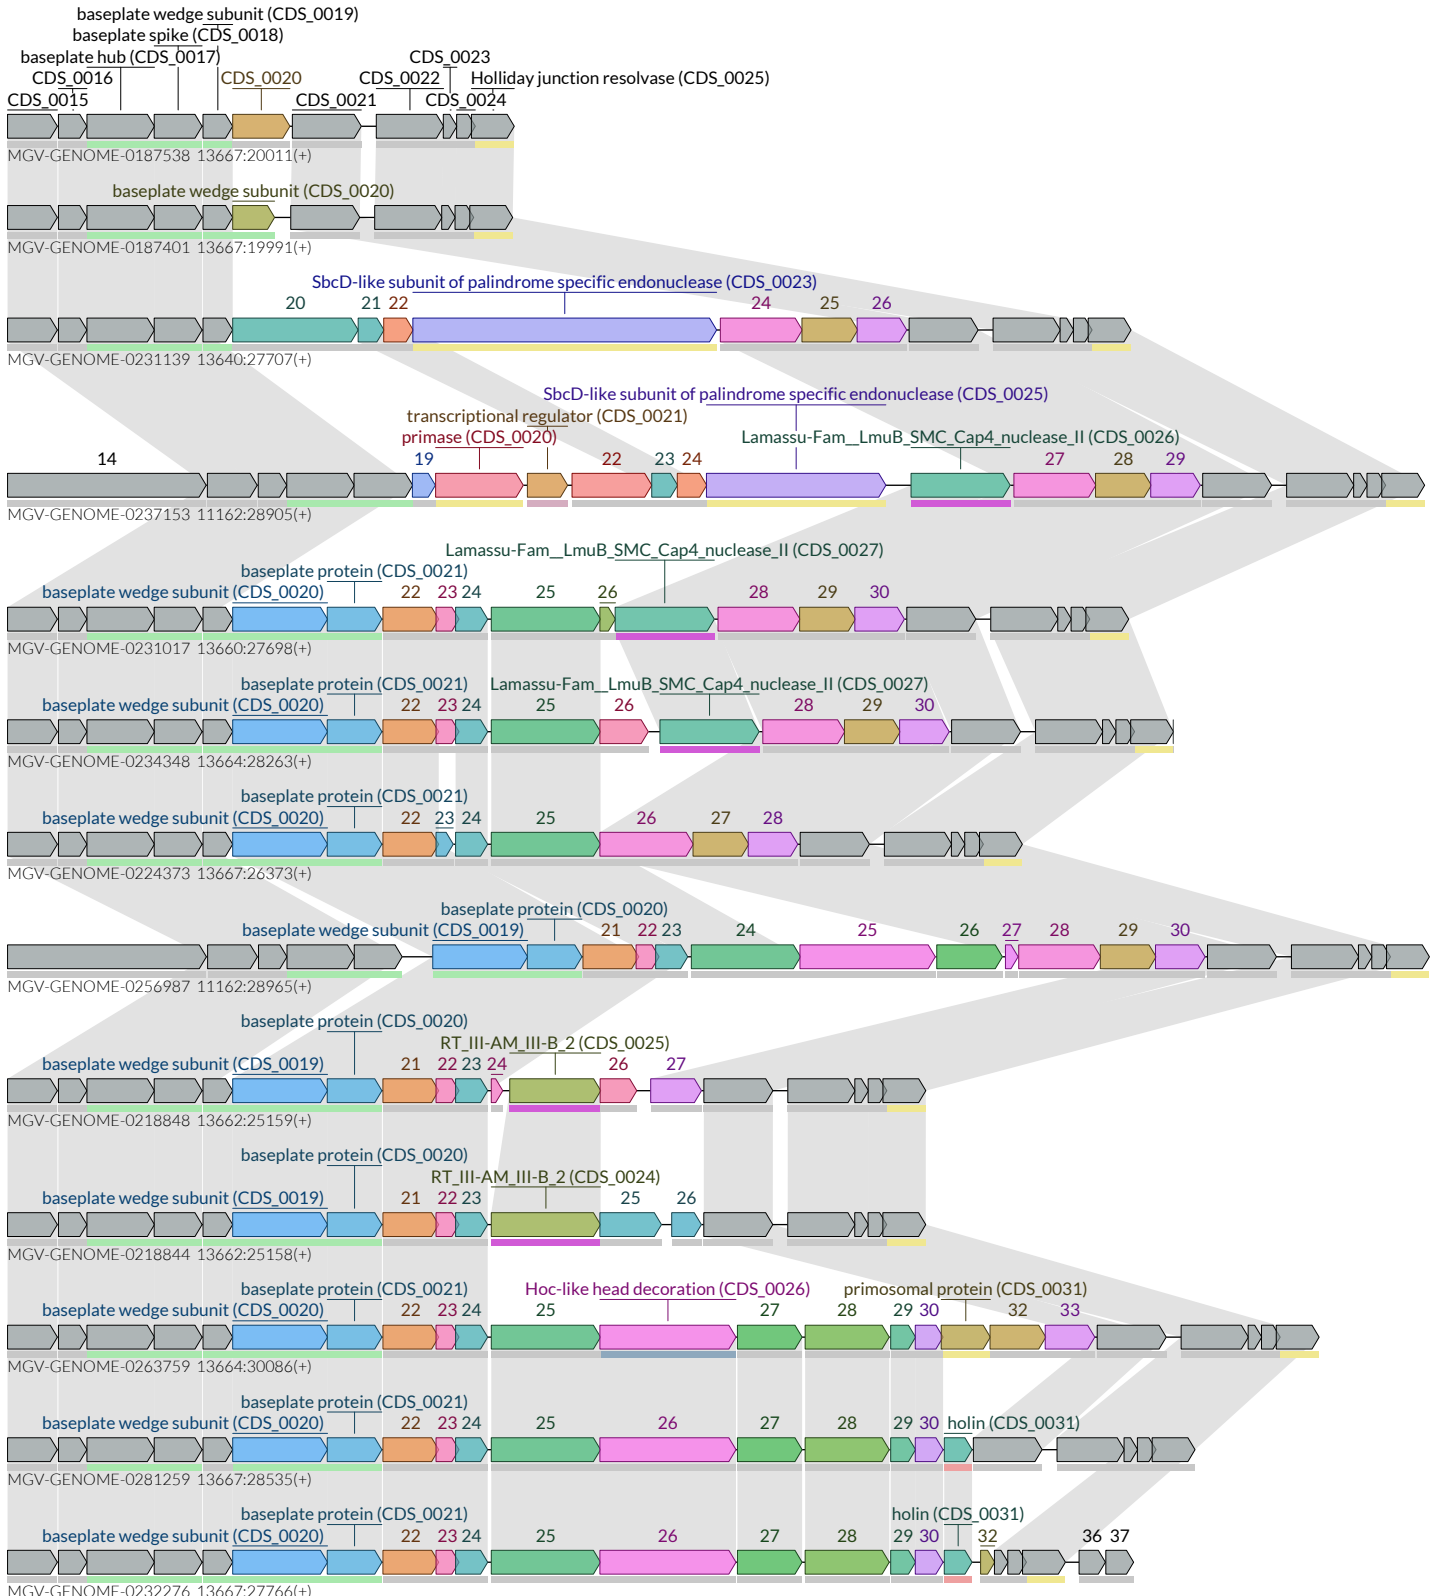 baseplate wedge subunit (CDS_0019)
baseplate spike (CDS_0018)
baseplate hub (CDS_0017) CDS_0023
CDS_0016 CDS_0020 CDS_0022 Holliday junction resolvase (CDS_0025)
CDS_0015 CDS_0021 CDS_0024
MGV-GENOME-0187538 13667:20011(+)
baseplate wedge subunit (CDS_0020)
MGV-GENOME-0187401 13667:19991(+)
SbcD-like subunit of palindrome specific endonuclease (CDS_0023)
20 21 22 24 25 26
MGV-GENOME-0231139 13640:27707(+)
SbcD-like subunit of palindrome specific endonuclease (CDS_0025)
transcriptional regulator (CDS_0021)
primase (CDS_0020) Lamassu-Fam__LmuB_SMC_Cap4_nuclease_II (CDS_0026)
14 19 22 23 24 27 28 29
MGV-GENOME-0237153 11162:28905(+)
Lamassu-Fam__LmuB_SMC_Cap4_nuclease_II (CDS_0027)
baseplate protein (CDS_0021)
baseplate wedge subunit (CDS_0020) 22 23 24 25 26 28 29 30
MGV-GENOME-0231017 13660:27698(+)
baseplate protein (CDS_0021) Lamassu-Fam__LmuB_SMC_Cap4_nuclease_II (CDS_0027)
baseplate wedge subunit (CDS_0020) 22 23 24 25 26 28 29 30
MGV-GENOME-0234348 13664:28263(+)
baseplate protein (CDS_0021)
baseplate wedge subunit (CDS_0020) 22 23 24 25 26 27 28
MGV-GENOME-0224373 13667:26373(+)
baseplate protein (CDS_0020)
baseplate wedge subunit (CDS_0019) 21 22 23 24 25 26 27 28 29 30
MGV-GENOME-0256987 11162:28965(+)
baseplate protein (CDS_0020)
RT_III-AM_III-B_2 (CDS_0025)
baseplate wedge subunit (CDS_0019) 21 22 23 24 26 27
MGV-GENOME-0218848 13662:25159(+)
baseplate protein (CDS_0020)
RT_III-AM_III-B_2 (CDS_0024)
baseplate wedge subunit (CDS_0019) 21 22 23 25 26
MGV-GENOME-0218844 13662:25158(+)
baseplate protein (CDS_0021) Hoc-like head decoration (CDS_0026) primosomal protein (CDS_0031)
baseplate wedge subunit (CDS_0020) 22 23 24 25 27 28 29 30 32 33
MGV-GENOME-0263759 13664:30086(+)
baseplate protein (CDS_0021)
baseplate wedge subunit (CDS_0020) 22 23 24 25 26 27 28 29 30 holin (CDS_0031)
MGV-GENOME-0281259 13667:28535(+)
baseplate protein (CDS_0021) holin (CDS_0031)
baseplate wedge subunit (CDS_0020) 22 23 24 25 26 27 28 29 30 32 36 37
MGV-GENOME-0232276 13667:27766(+)